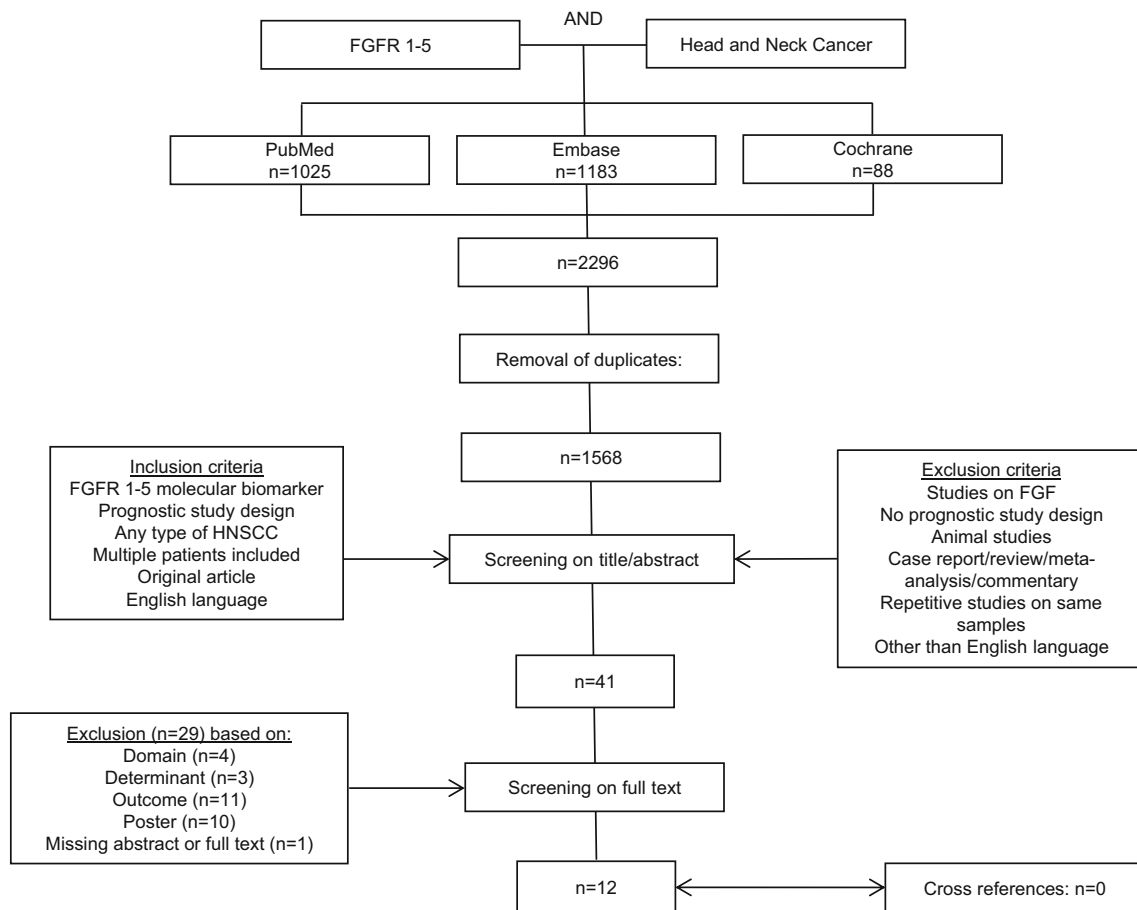 AND
FGFR 1-5
Head and Neck Cancer
PubMed
n=1025
Embase
n=1183
Cochrane
n=88
n=2296
Removal of duplicates:
n=1568
Inclusion criteria
FGFR 1-5 molecular biomarker
Prognostic study design
Any type of HNSCC
Multiple patients included
Original article
English language
Screening on title/abstract
Exclusion criteria
Studies on FGF
No prognostic study design
Animal studies
Case report/review/meta-
analysis/commentary
Repetitive studies on same
samples
Other than English language
n=41
Exclusion (n=29) based on:
Domain (n=4)
Determinant (n=3)
Outcome (n=11)
Poster (n=10)
Missing abstract or full text (n=1)
Screening on full text
n=12
Cross references: n=0